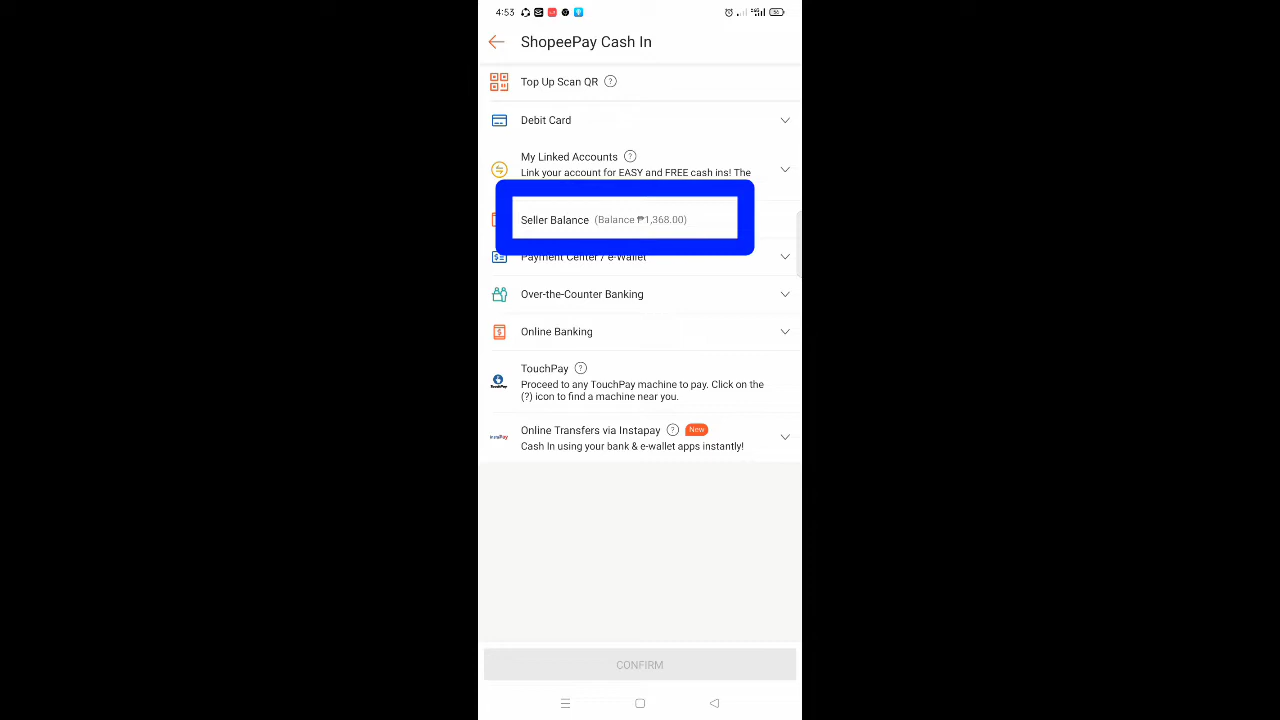 4:53
56
ShopeePay Cash In
Top Up Scan QR ?
Debit Card
My Linked Accounts ?
Link your account for EASY and FREE cash ins! The
Seller Balance (Balance ₱1,368.00)
Payment Center / e-Wallet
Over-the-Counter Banking
Online Banking
TouchPay ?
TouchPay
Proceed to any TouchPay machine to pay. Click on the
(?) icon to find a machine near you.
Online Transfers via Instapay ? New
InstaPay
Cash In using your bank & e-wallet apps instantly!
CONFIRM